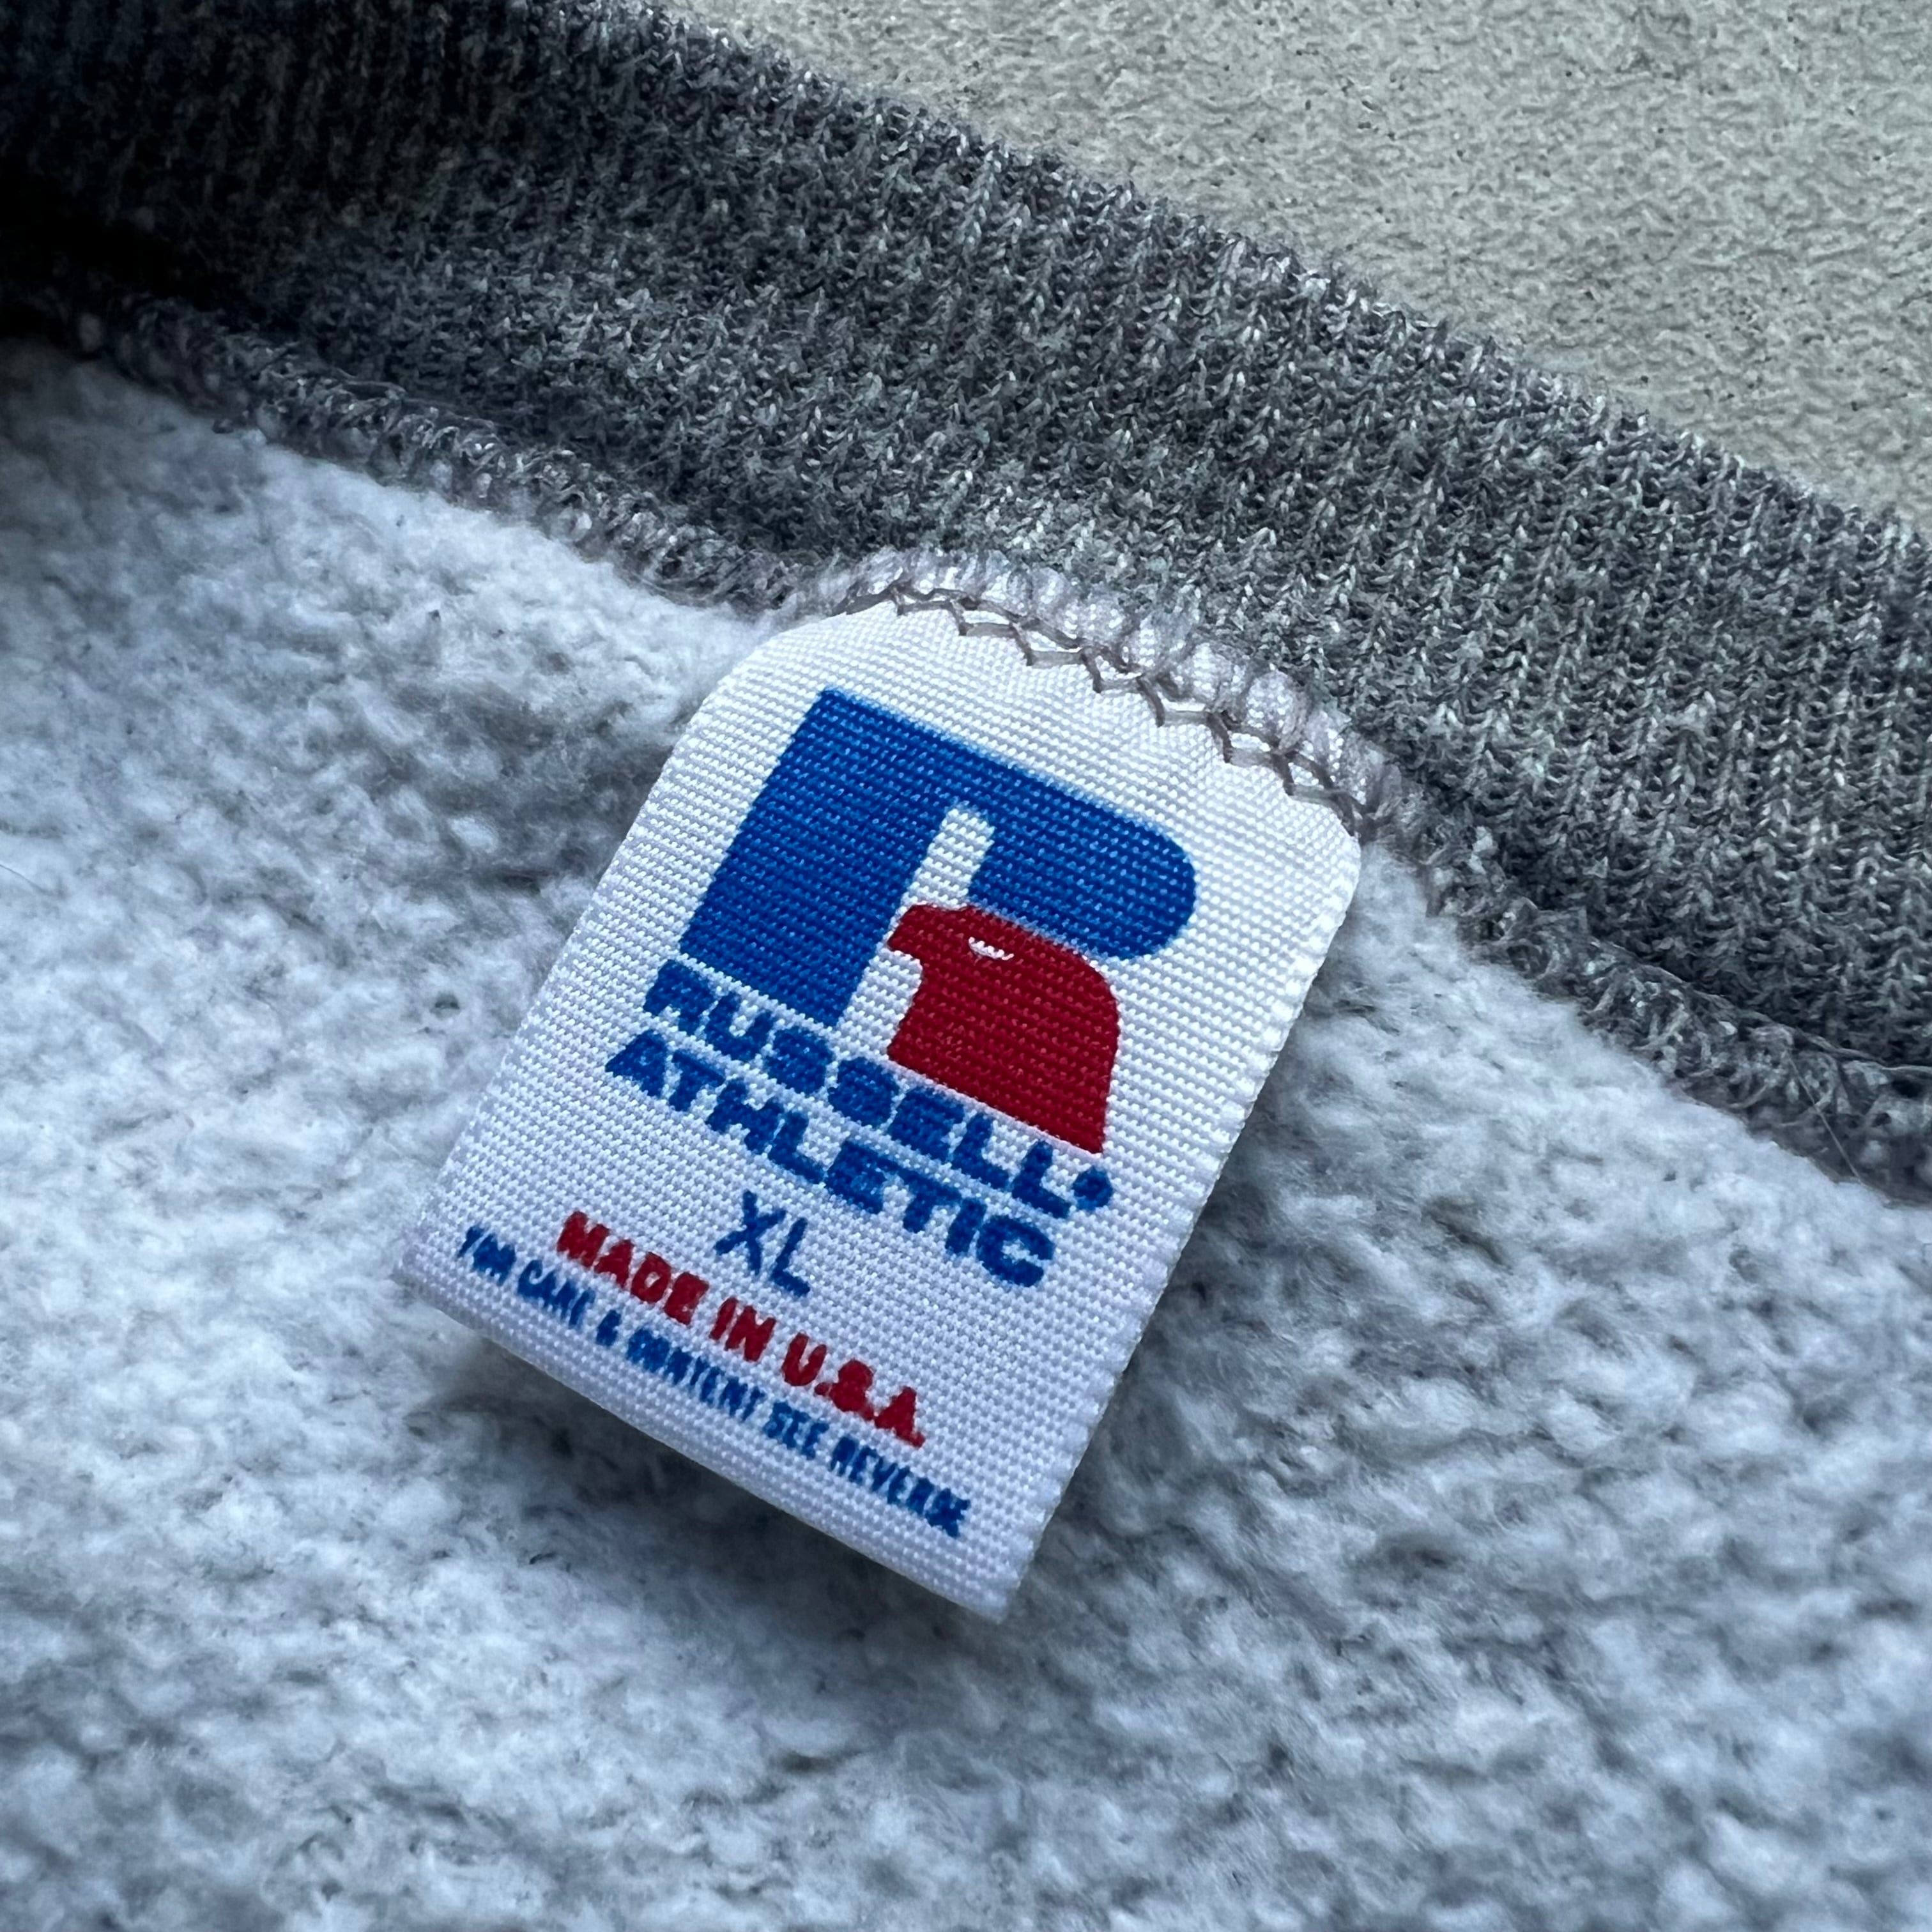 RUSSELL
ATHLETIC
XL
MADE IN U.S.A.
FOR CARE & CONTENT SEE REVERSE